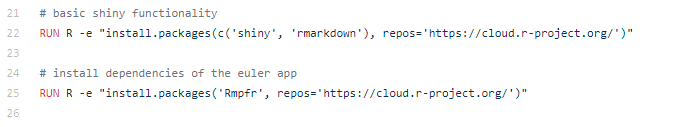 21 # basic shiny functionality
22 RUN R -e "install.packages(c('shiny', 'rmarkdown'), repos='https://cloud.r-project.org/')"
23
24 # install dependencies of the euler app
25 RUN R -e "install.packages('Rmpfr', repos='https://cloud.r-project.org/')"
26